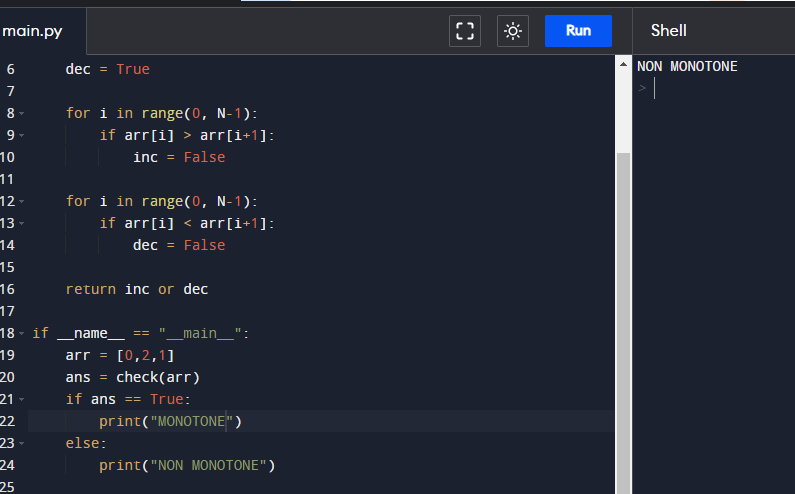 main.py
Run
Shell
6 dec = True
7
8 for i in range(0, N-1):
9 if arr[i] > arr[i+1]:
10 inc = False
11
12 for i in range(0, N-1):
13 if arr[i] < arr[i+1]:
14 dec = False
15
16 return inc or dec
17
18 if __name__ == "__main__":
19 arr = [0,2,1]
20 ans = check(arr)
21 if ans == True:
22 print("MONOTONE")
23 else:
24 print("NON MONOTONE")
25
NON MONOTONE
>